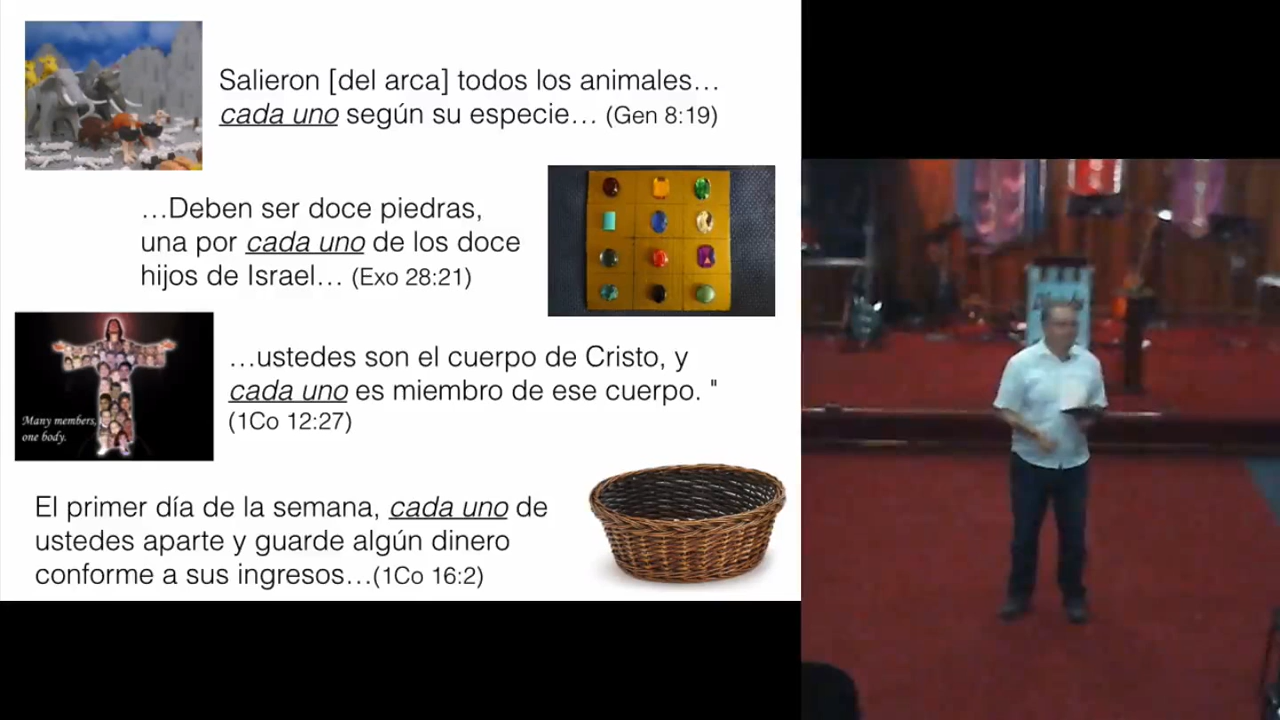 Salieron [del arca] todos los animales…
cada uno según su especie… (Gen 8:19)
…Deben ser doce piedras,
una por cada uno de los doce
hijos de Israel… (Exo 28:21)
Many members,
one body.
…ustedes son el cuerpo de Cristo, y
cada uno es miembro de ese cuerpo. "
(1Co 12:27)
El primer día de la semana, cada uno de
ustedes aparte y guarde algún dinero
conforme a sus ingresos…(1Co 16:2)